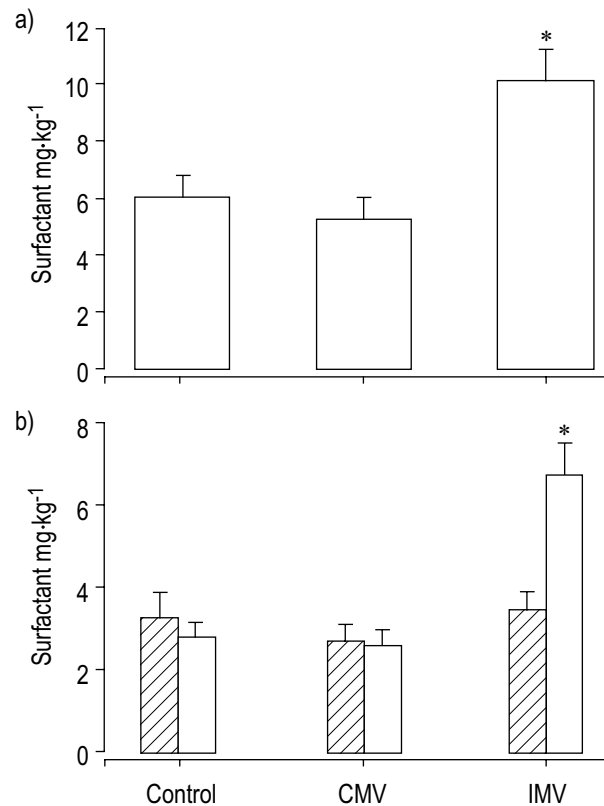 a)
12
10
8
6
4
2
0
Surfactant mg·kg⁻¹
*
b)
8
6
4
2
0
Surfactant mg·kg⁻¹
*
Control CMV IMV